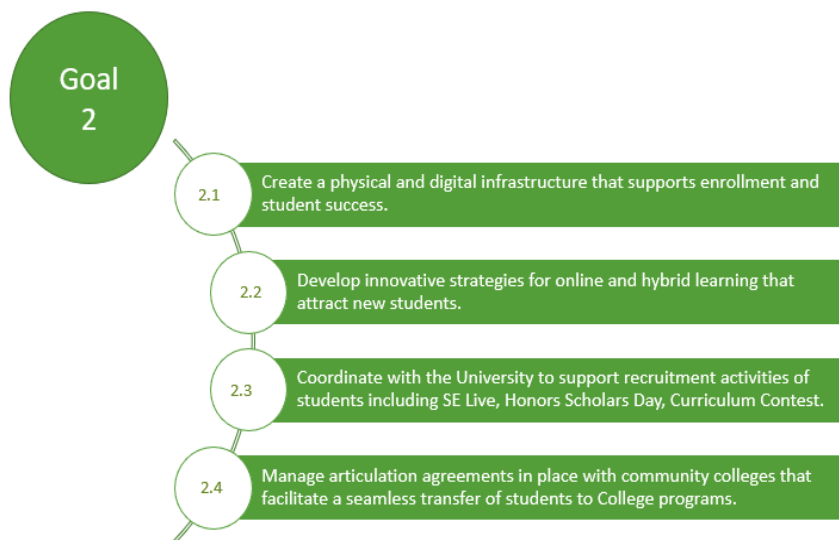 Goal
2
2.1
Create a physical and digital infrastructure that supports enrollment and
student success.
2.2
Develop innovative strategies for online and hybrid learning that
attract new students.
2.3
Coordinate with the University to support recruitment activities of
students including SE Live, Honors Scholars Day, Curriculum Contest.
2.4
Manage articulation agreements in place with community colleges that
facilitate a seamless transfer of students to College programs.